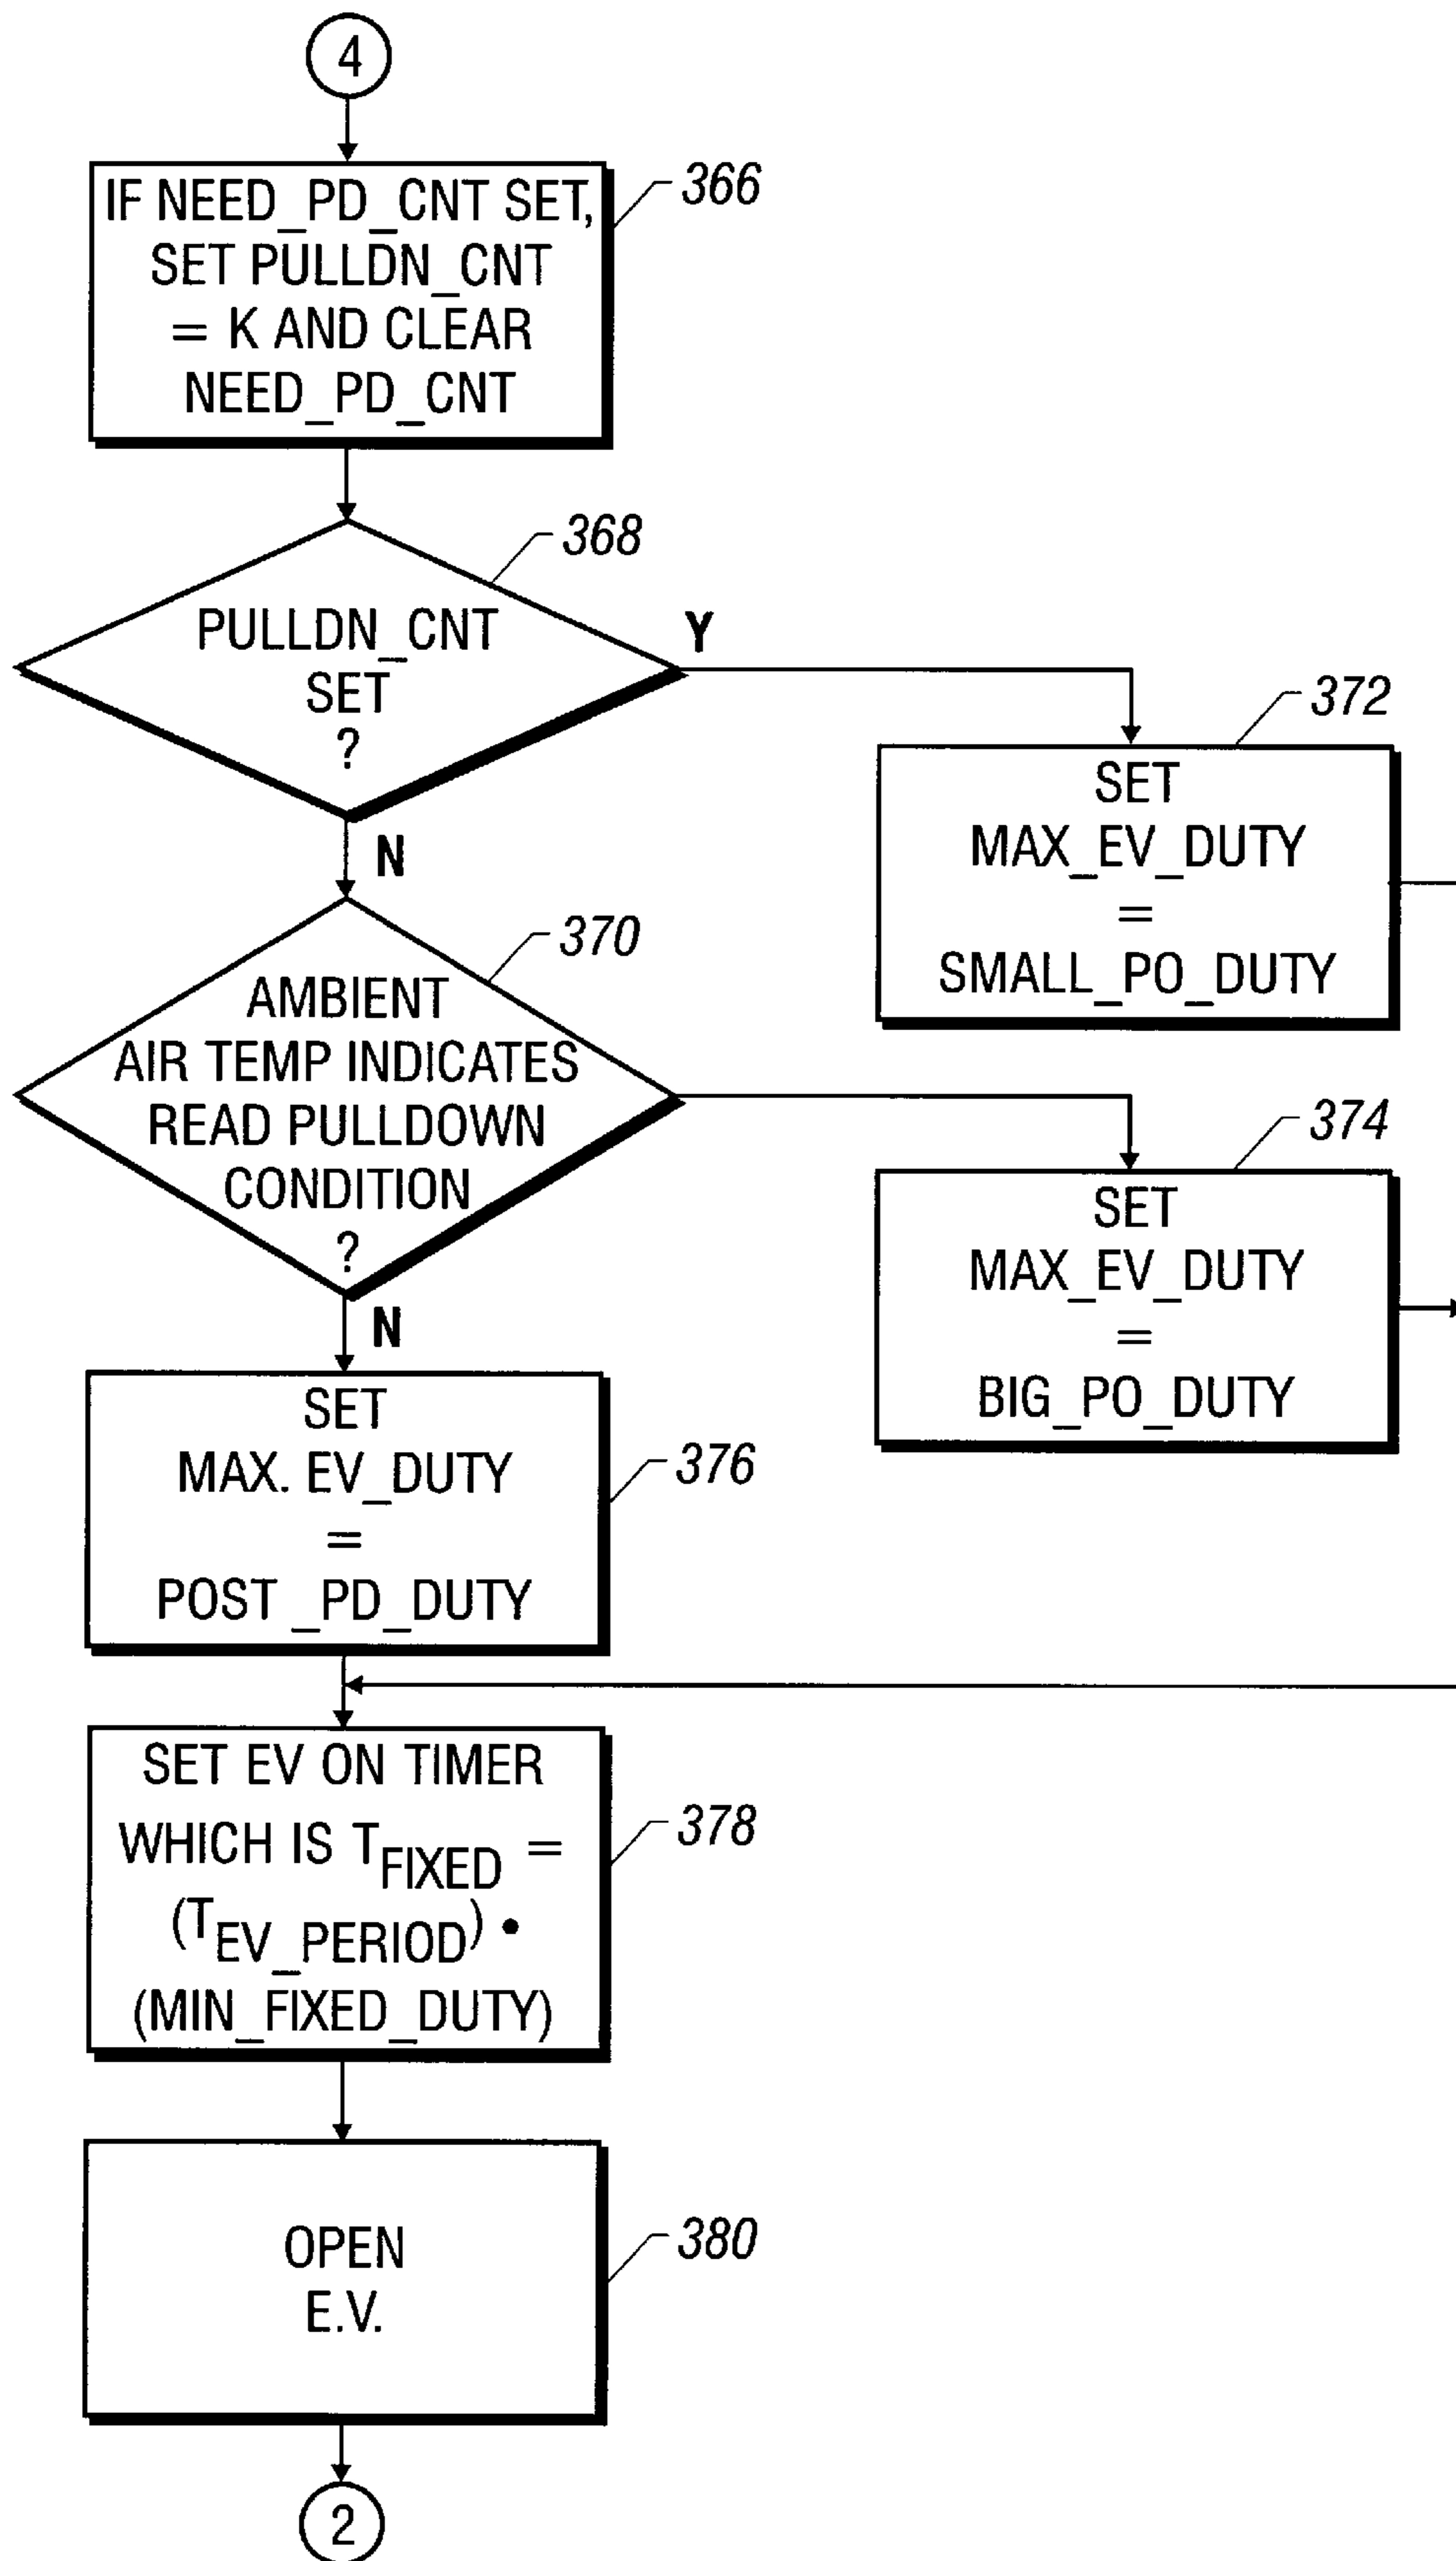 4
IF NEED_PD_CNT SET,
SET PULLDN_CNT
= K AND CLEAR
NEED_PD_CNT
366
PULLDN_CNT
SET
?
368
Y
N
SET
MAX_EV_DUTY
=
SMALL_PO_DUTY
372
AMBIENT
AIR TEMP INDICATES
READ PULLDOWN
CONDITION
?
370
N
SET
MAX_EV_DUTY
=
BIG_PO_DUTY
374
SET
MAX. EV_DUTY
=
POST _PD_DUTY
376
SET EV ON TIMER
WHICH IS T FIXED =
(T EV_PERIOD) •
(MIN_FIXED_DUTY)
378
OPEN
E.V.
380
2